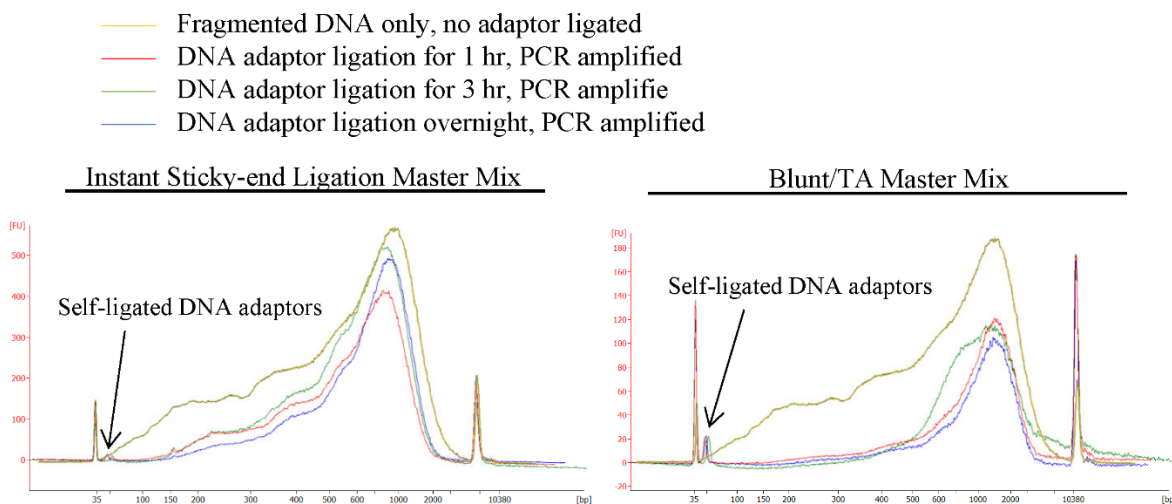 Fragmented DNA only, no adaptor ligated
DNA adaptor ligation for 1 hr, PCR amplified
DNA adaptor ligation for 3 hr, PCR amplifie
DNA adaptor ligation overnight, PCR amplified
Instant Sticky-end Ligation Master Mix
[FU]
500
400
300
200
100
0
Self-ligated DNA adaptors
35 100 150 200 300 400 500 600 1000 2000 10380 [bp]
Blunt/TA Master Mix
[FU]
180
160
140
120
100
80
60
40
20
0
Self-ligated DNA adaptors
35 100 150 200 300 400 500 600 1000 2000 10380 [bp]